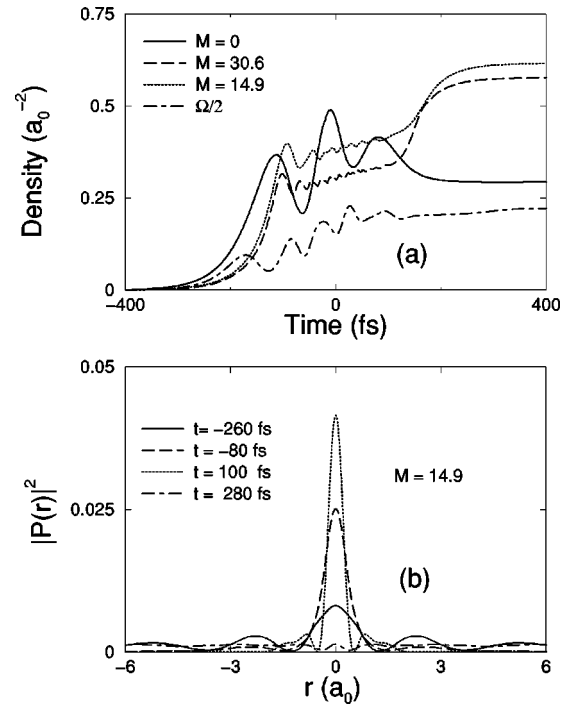 0.75
M = 0
M = 30.6
M = 14.9
Ω/2
0.5
Density (a₀⁻²)
0.25
(a)
0
−400 −200 0 200 400
Time (fs)
0.05
t= −260 fs
t = −80 fs
t = 100 fs
t = 280 fs
M = 14.9
|P(r)|²
0.025
(b)
0
−6 −3 0 3 6
r (a₀)